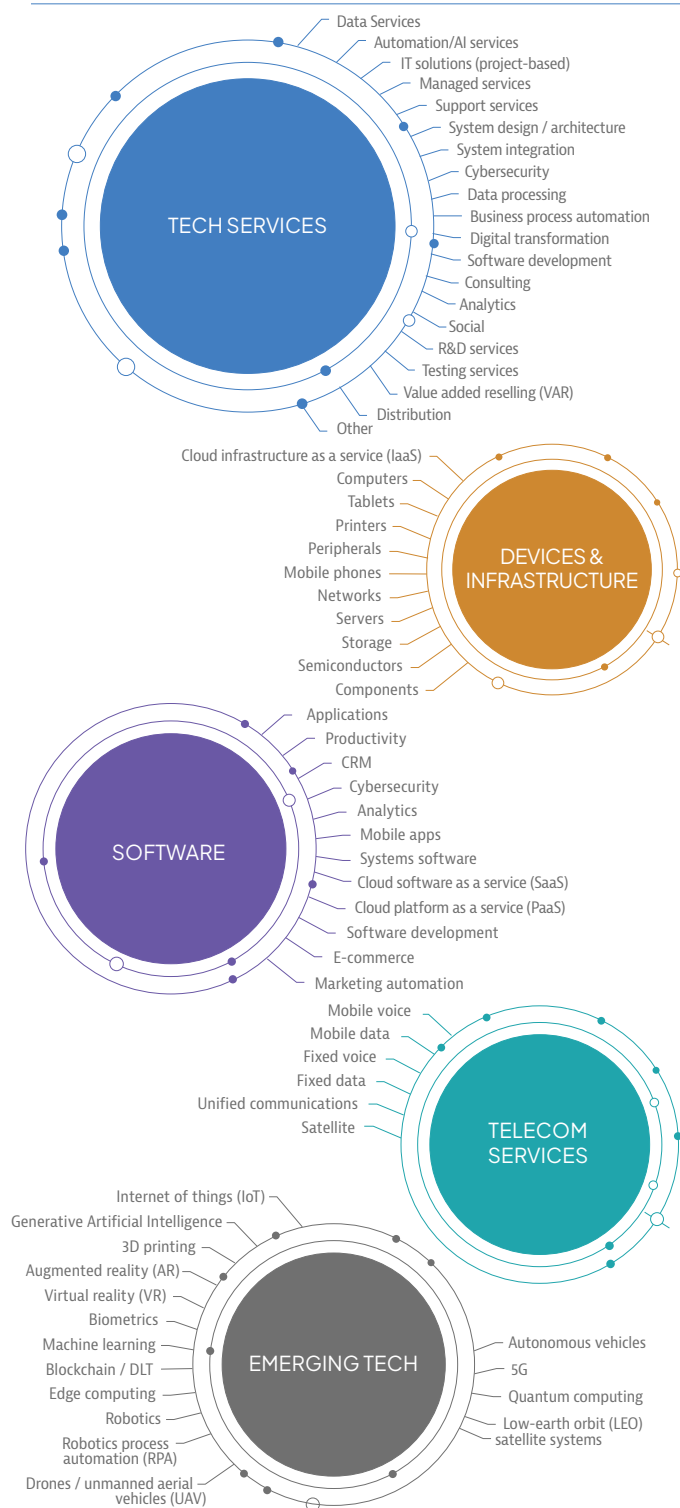 Data Services
Automation/AI services
IT solutions (project-based)
Managed services
Support services
System design / architecture
System integration
Cybersecurity
Data processing
Business process automation
Digital transformation
Software development
Consulting
Analytics
Social
R&D services
Testing services
Value added reselling (VAR)
Distribution
Other
TECH SERVICES
Cloud infrastructure as a service (IaaS)
Computers
Tablets
Printers
Peripherals
Mobile phones
Networks
Servers
Storage
Semiconductors
Components
DEVICES &
INFRASTRUCTURE
Applications
Productivity
CRM
Cybersecurity
Analytics
Mobile apps
Systems software
Cloud software as a service (SaaS)
Cloud platform as a service (PaaS)
Software development
E-commerce
Marketing automation
SOFTWARE
Mobile voice
Mobile data
Fixed voice
Fixed data
Unified communications
Satellite
TELECOM
SERVICES
Internet of things (IoT)
Generative Artificial Intelligence
3D printing
Augmented reality (AR)
Virtual reality (VR)
Biometrics
Machine learning
Blockchain / DLT
Edge computing
Robotics
Robotics process
automation (RPA)
Drones / unmanned aerial
vehicles (UAV)
EMERGING TECH
Autonomous vehicles
5G
Quantum computing
Low-earth orbit (LEO)
satellite systems